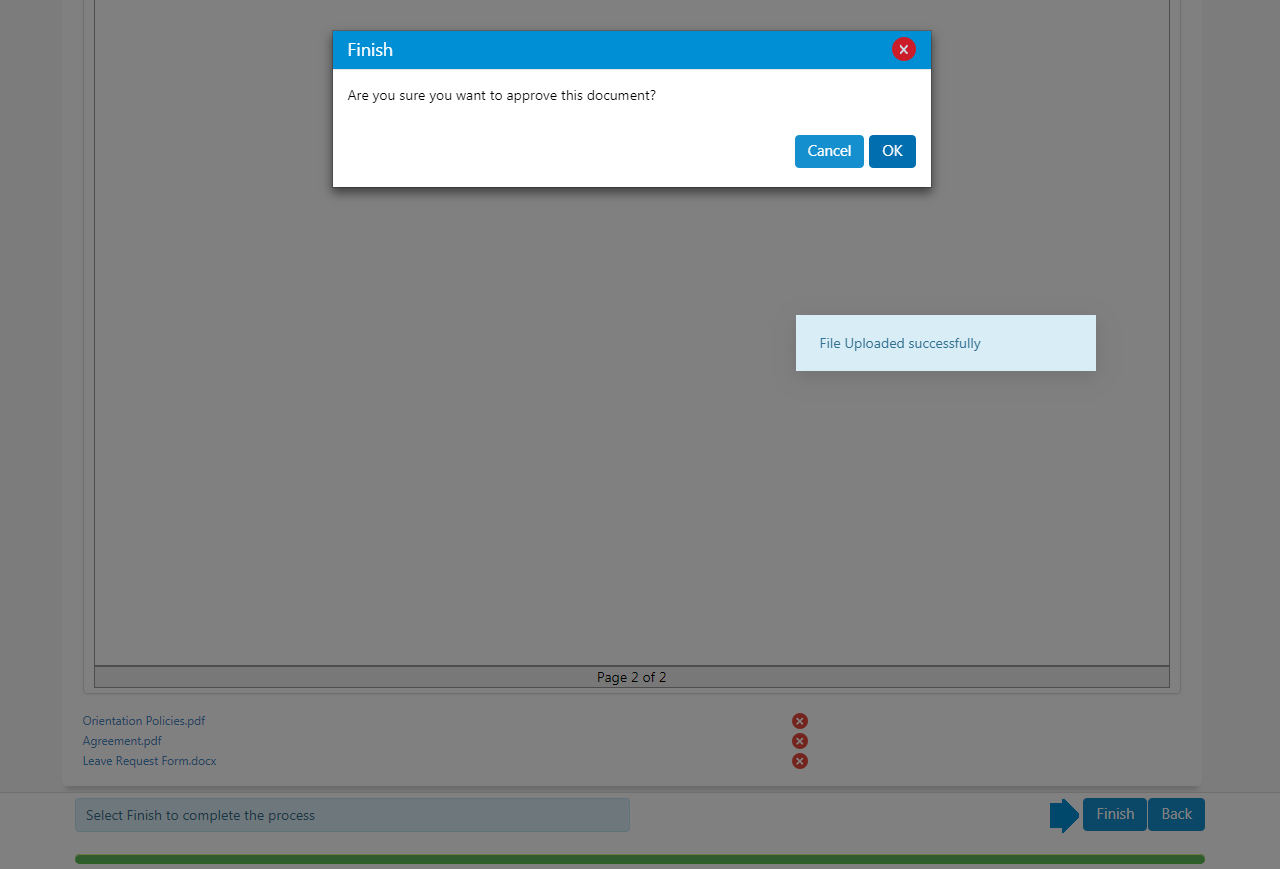 Finish
Are you sure you want to approve this document?
Cancel OK
File Uploaded successfully
Page 2 of 2
Orientation Policies.pdf
Agreement.pdf
Leave Request Form.docx
Select Finish to complete the process
Finish Back